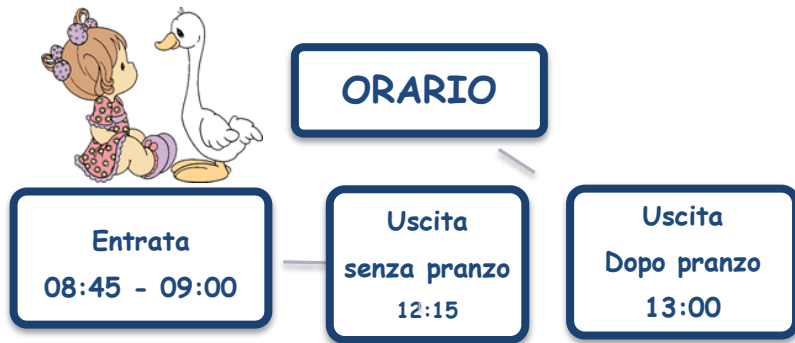 ORARIO
Entrata
08:45 - 09:00
Uscita
senza pranzo
12:15
Uscita
Dopo pranzo
13:00